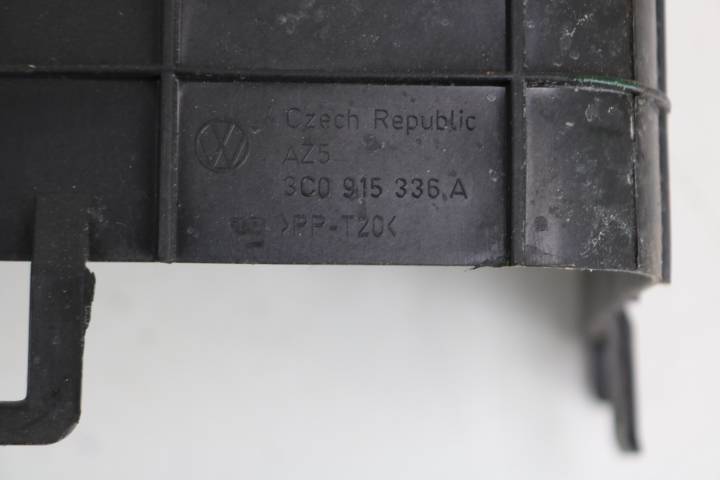 Czech Republic
AZ5
3C0 915 336 A
>PP-T20<